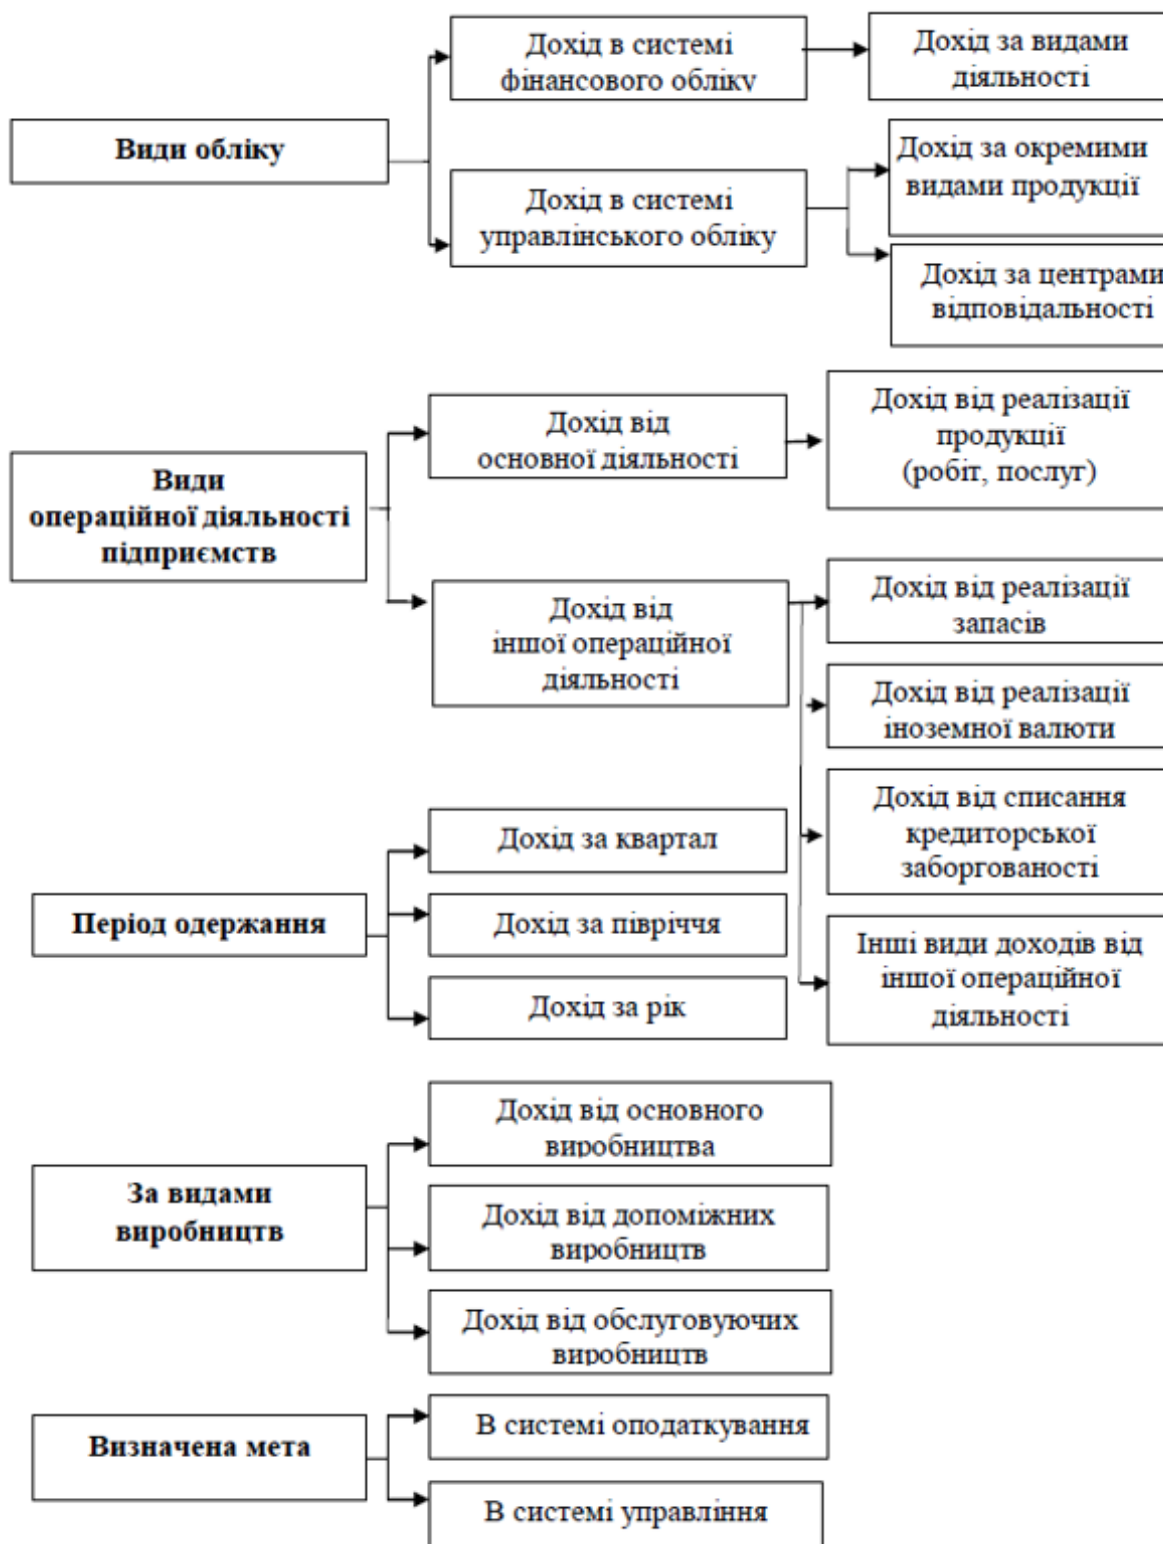 Дохід в системі
фінансового обліку
Дохід за видами
діяльності
Види обліку
Дохід за окремими
видами продукції
Дохід в системі
управлінського обліку
Дохід за центрами
відповідальності
Дохід від
основної діяльності
Дохід від реалізації
продукції
(робіт, послуг)
Види
операційної діяльності
підприємств
Дохід від
іншої операційної
діяльності
Дохід від реалізації
запасів
Дохід від реалізації
іноземної валюти
Дохід від списання
кредиторської
заборгованості
Інші види доходів від
іншої операційної
діяльності
Дохід за квартал
Період одержання
Дохід за півріччя
Дохід за рік
Дохід від основного
виробництва
За видами
виробництв
Дохід від допоміжних
виробництв
Дохід від обслуговуючих
виробництв
Визначена мета
В системі оподаткування
В системі управління